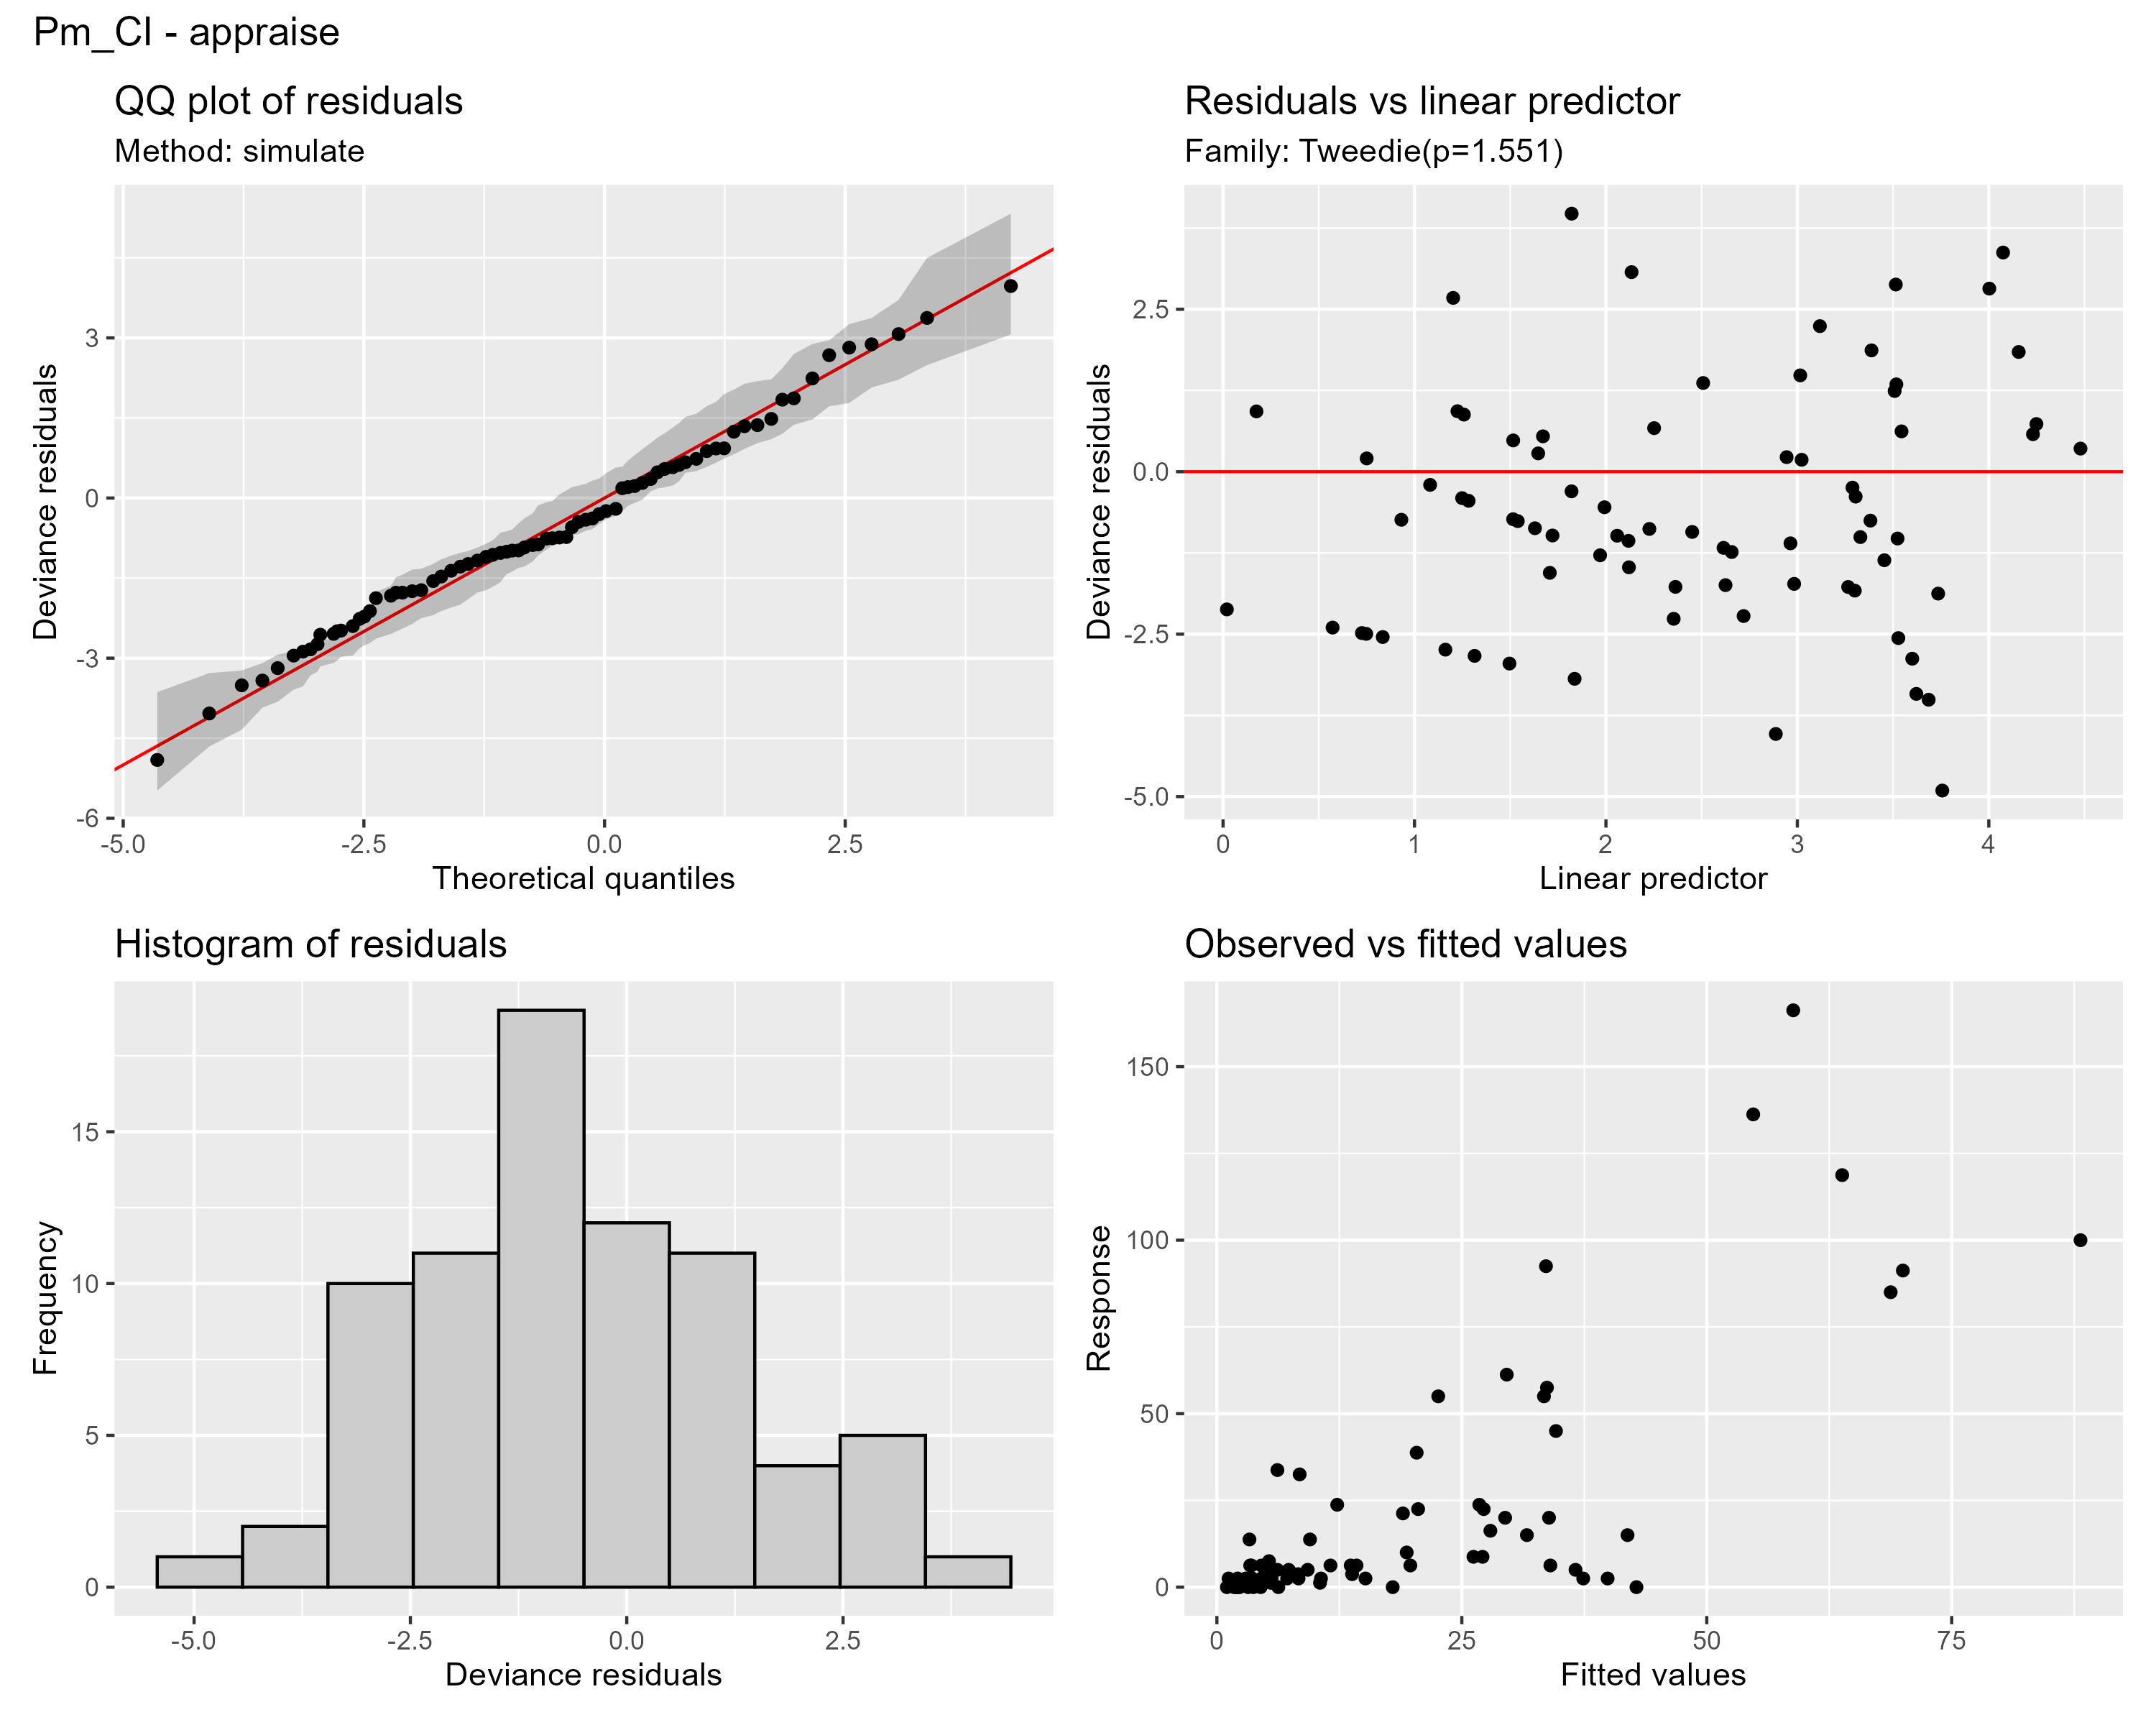 Pm_CI - appraise
QQ plot of residuals
Method: simulate
Deviance residuals
3
0
-3
-6
-5.0
-2.5
0.0
2.5
Theoretical quantiles
Residuals vs linear predictor
Family: Tweedie(p=1.551)
Deviance residuals
2.5
0.0
-2.5
-5.0
0
1
2
3
4
Linear predictor
Histogram of residuals
Frequency
15
10
5
0
-5.0
-2.5
0.0
2.5
Deviance residuals
Observed vs fitted values
Response
150
100
50
0
0
25
50
75
Fitted values